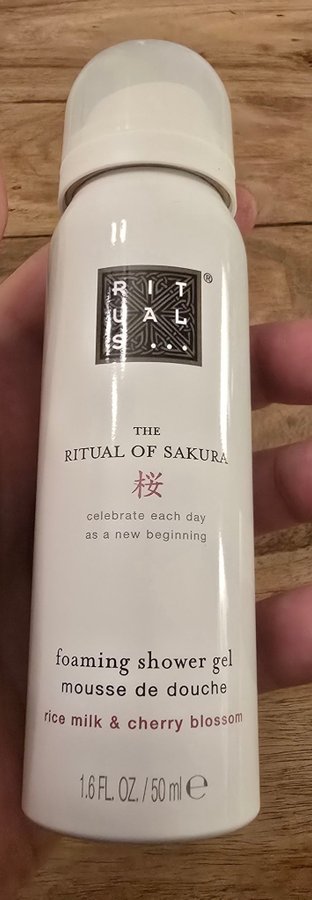 RIT
UAL
S...
®
THE
RITUAL OF SAKURA
桜
celebrate each day
as a new beginning
foaming shower gel
mousse de douche
rice milk & cherry blossom
1.6 FL. OZ. / 50 ml ℮